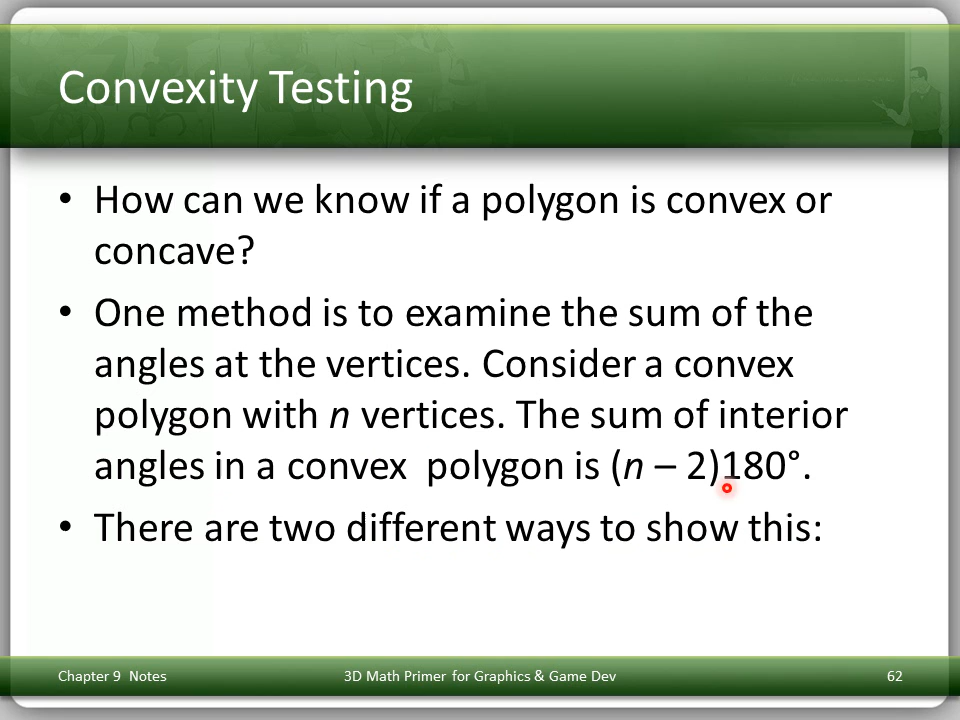 Convexity Testing
• How can we know if a polygon is convex or
concave?
• One method is to examine the sum of the
angles at the vertices. Consider a convex
polygon with n vertices. The sum of interior
angles in a convex  polygon is (n – 2)180°.
• There are two different ways to show this:
Chapter 9 Notes
3D Math Primer for Graphics & Game Dev
62